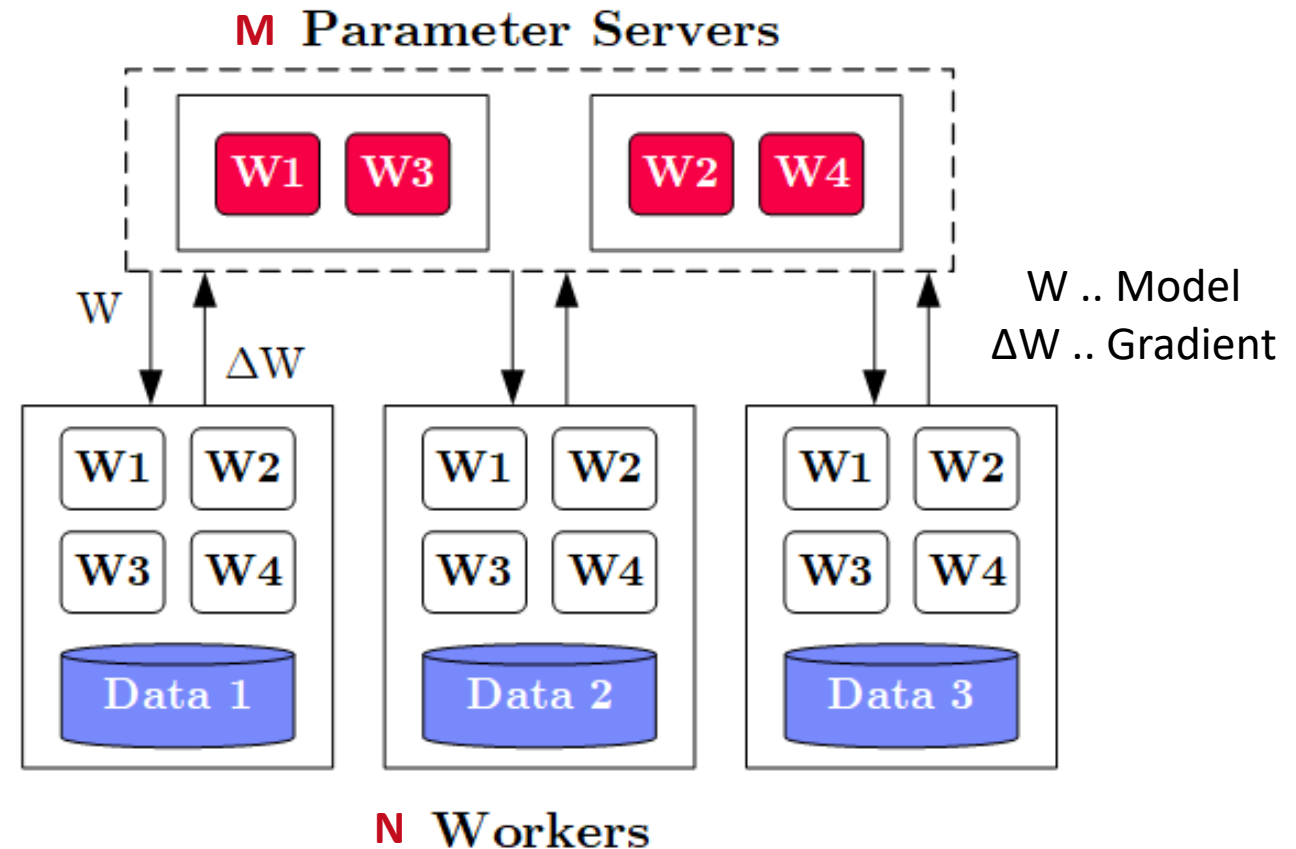 M Parameter Servers
W1 W3 W2 W4
W
ΔW
W .. Model
ΔW .. Gradient
W1 W2 W1 W2 W1 W2
W3 W4 W3 W4 W3 W4
Data 1 Data 2 Data 3
N Workers